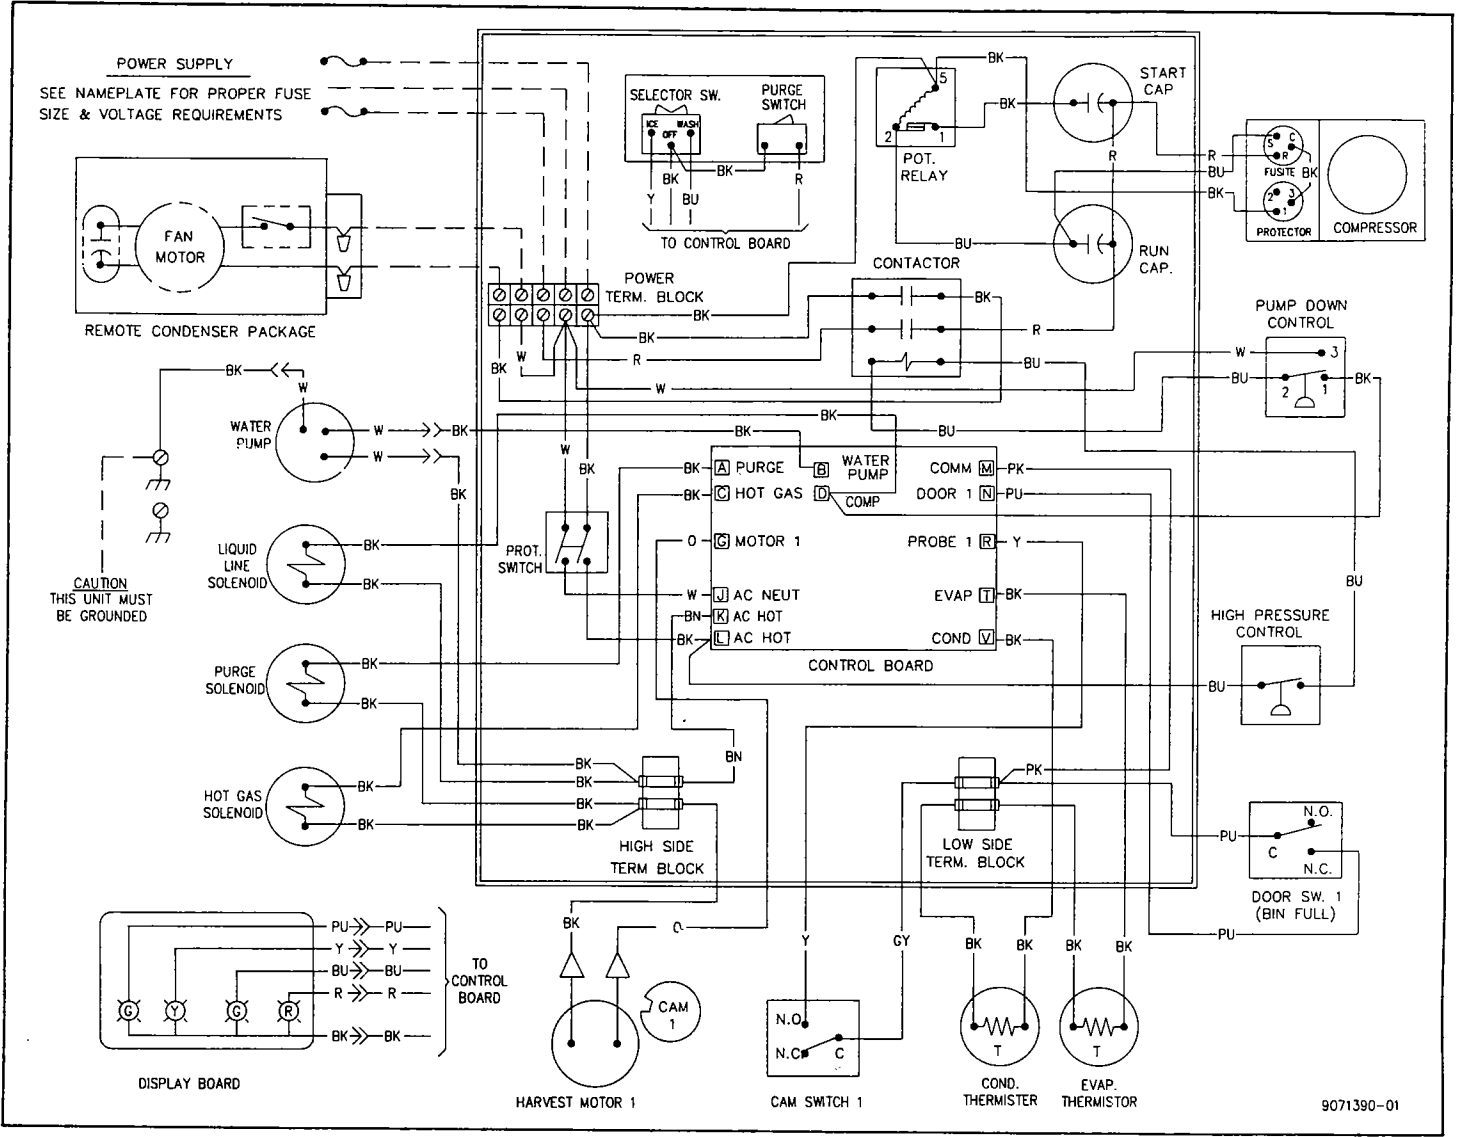 POWER SUPPLY
SEE NAMEPLATE FOR PROPER FUSE
SIZE & VOLTAGE REQUIREMENTS
FAN
MOTOR
REMOTE CONDENSER PACKAGE
SELECTOR SW.
ICE
OFF
WASH
PURGE
SWITCH
BK
BK
Y
BU
R
TO CONTROL BOARD
5
2
1
POT.
RELAY
BK
BK
START
CAP
R
BU
RUN
CAP.
R
BU
BK
S
C
R
FUSITE
BK
2
3
1
PROTECTOR
COMPRESSOR
POWER
TERM. BLOCK
BK
BK
R
BK
W
W
CONTACTOR
BK
R
BU
PUMP DOWN
CONTROL
W
3
BU
2
1
BK
BK
W
WATER
PUMP
W
BK
W
BK
BK
BK
BU
W
BK
CAUTION
THIS UNIT MUST
BE GROUNDED
LIQUID
LINE
SOLENOID
BK
BK
PROT.
SWITCH
BK
A PURGE
B WATER
PUMP
BK
C HOT GAS
D
COMP
O
G MOTOR 1
W
J AC NEUT
BN
K AC HOT
BK
L AC HOT
COMM M
PK
DOOR 1 N
PU
PROBE 1 R
Y
EVAP T
BK
COND V
BK
CONTROL BOARD
BU
HIGH PRESSURE
CONTROL
BU
PURGE
SOLENOID
BK
BK
HOT GAS
SOLENOID
BK
BK
BN
BK
BK
BK
BK
HIGH SIDE
TERM BLOCK
PK
LOW SIDE
TERM. BLOCK
PU
N.O.
C
N.C.
DOOR SW. 1
(BIN FULL)
PU
PU
PU
Y
Y
BU
BU
R
R
BK
BK
G
Y
G
R
TO
CONTROL
BOARD
DISPLAY BOARD
BK
O
CAM
1
HARVEST MOTOR 1
Y
GY
N.O.
N.C.
C
CAM SWITCH 1
BK
BK
BK
BK
T
T
COND.
THERMISTER
EVAP.
THERMISTOR
9071390-01